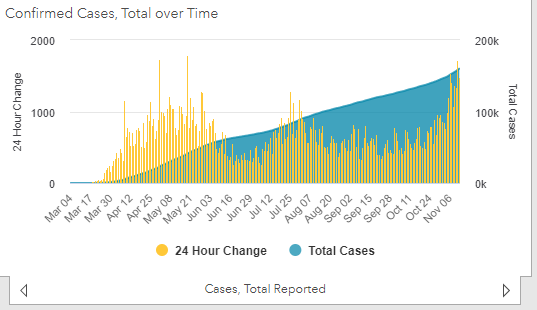 Confirmed Cases, Total over Time
2000 200k
1000 100k
0 0k
24 Hour Change
Total Cases
Mar 04 Mar 17 Mar 30 Apr 12 Apr 25 May 08 May 21 Jun 03 Jun 16 Jun 29 Jul 12 Jul 25 Aug 07 Aug 20 Sep 02 Sep 15 Sep 28 Oct 11 Oct 24 Nov 06
24 Hour Change Total Cases
Cases, Total Reported